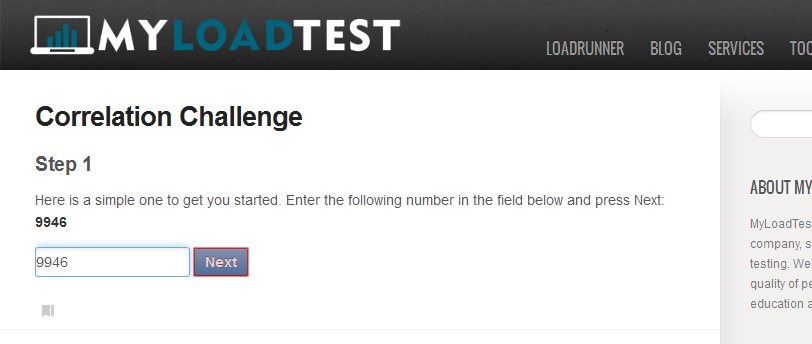 MYLOADTEST
LOADRUNNER BLOG SERVICES
Correlation Challenge
Step 1
Here is a simple one to get you started. Enter the following number in the field below and press Next:
9946
9946 Next
ABOUT MY
MyLoadTes
company, s
testing. We
quality of pe
education a